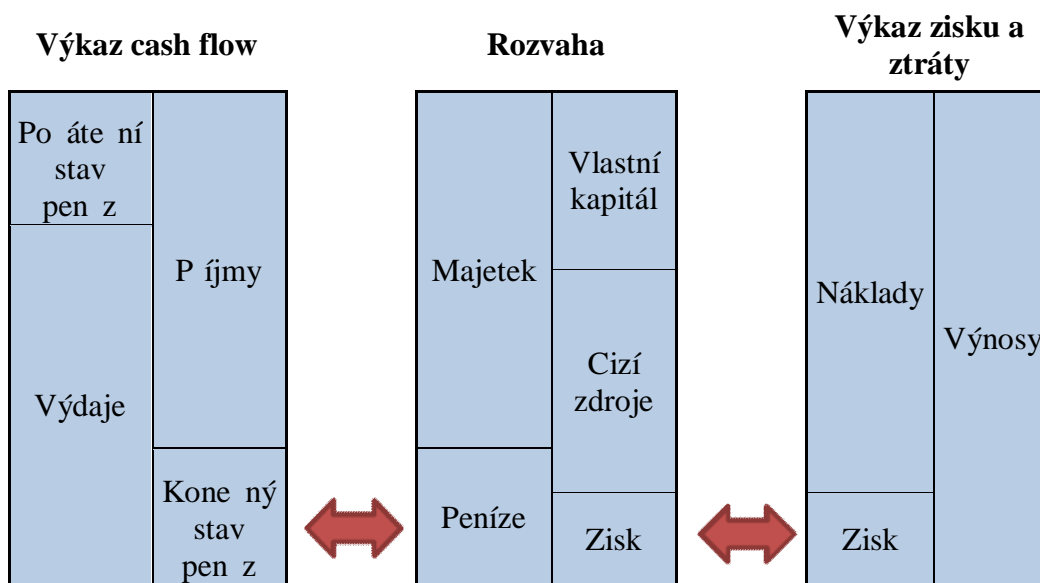 Výkaz cash flow
Rozvaha
Výkaz zisku a
ztráty
Po áte ní
stav
pen z
Výdaje
P íjmy
Kone ný
stav
pen z
Majetek
Peníze
Vlastní
kapitál
Cizí
zdroje
Zisk
Náklady
Zisk
Výnosy